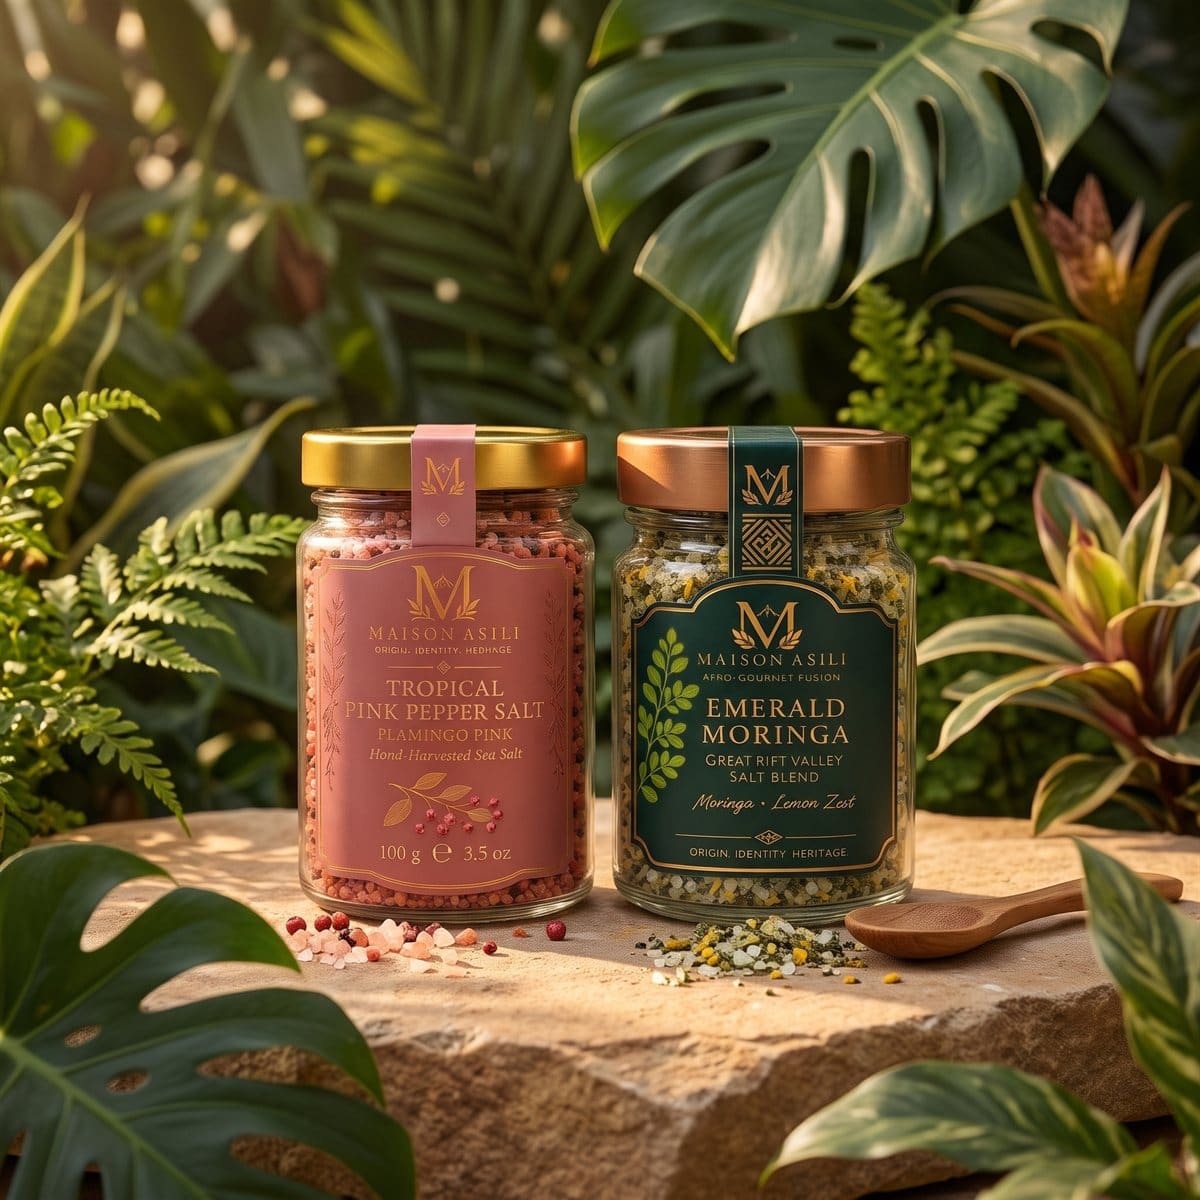 M
M
MAISON ASILI
ORIGIN. IDENTITY. HEDHAGE
TROPICAL
PINK PEPPER SALT
PLAMINGO PINK
Hand-Harvested Sea Salt
100 g ℮ 3.5 oz
M
M
MAISON ASILI
AFRO-GOURMET FUSION
EMERALD
MORINGA
GREAT RIFT VALLEY
SALT BLEND
Moringa • Lemon Zest
ORIGIN. IDENTITY HERITAGE.